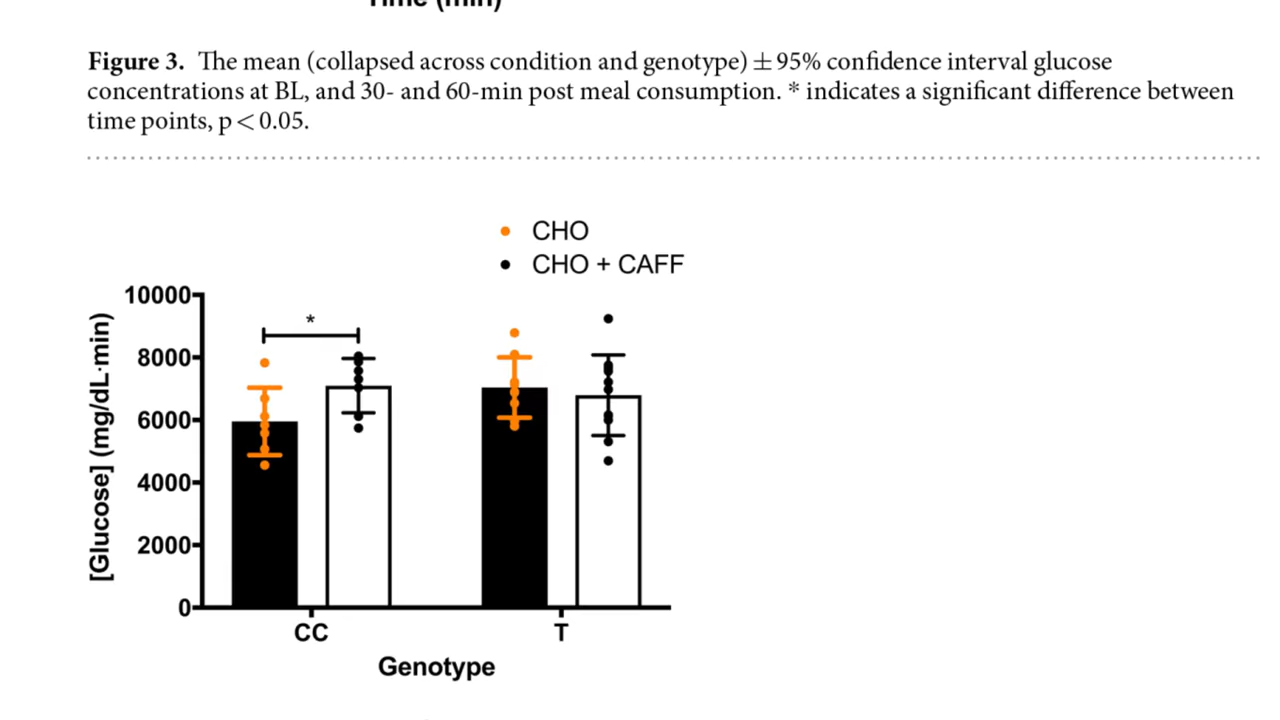 Time (min)
Figure 3. The mean (collapsed across condition and genotype) ± 95% confidence interval glucose
concentrations at BL, and 30- and 60-min post meal consumption. * indicates a significant difference between
time points, p < 0.05.
CHO
CHO + CAFF
10000
*
8000
6000
4000
2000
0
[Glucose] (mg/dL·min)
CC
T
Genotype